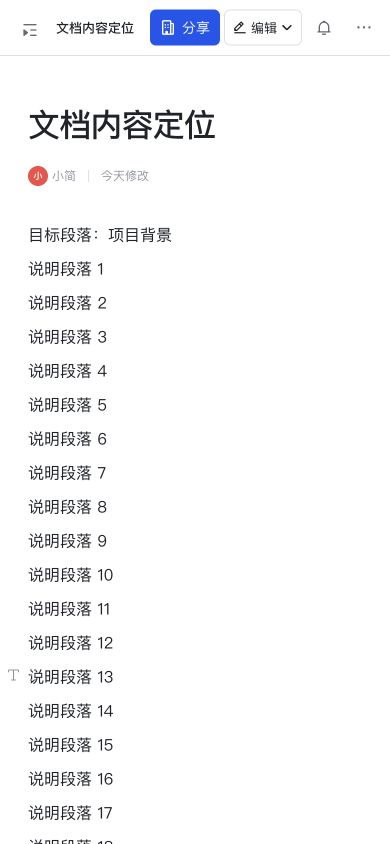 文档内容定位
分享
编辑
文档内容定位
小 小简 今天修改
目标段落：项目背景
说明段落 1
说明段落 2
说明段落 3
说明段落 4
说明段落 5
说明段落 6
说明段落 7
说明段落 8
说明段落 9
说明段落 10
说明段落 11
说明段落 12
说明段落 13
说明段落 14
说明段落 15
说明段落 16
说明段落 17